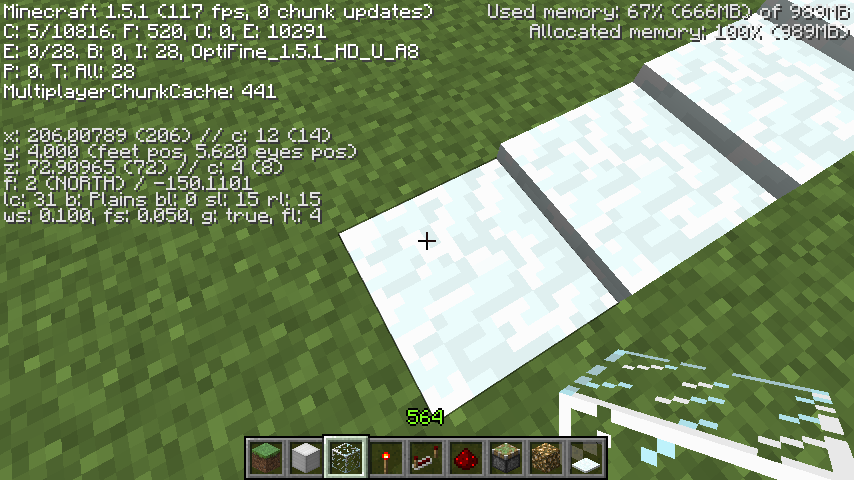 Minecraft 1.5.1 (117 fps, 0 chunk updates)
C: 5/10816, F: 520, O: 0, E: 10291
E: 0/28, B: 0, I: 28, OptiFine_1.5.1_HD_U_A8
P: 0, T: All: 28
MultiplayerChunkCache: 441
Used memory: 67% (666MB) of 989MB
Allocated memory: 100% (989MB)
x: 206.00789 (206) // c: 12 (14)
y: 4.000 (feet pos, 5.620 eyes pos)
z: 72.90965 (72) // c: 4 (8)
f: 2 (NORTH) / -150.1101
lc: 31 b: Plains bl: 0 sl: 15 rl: 15
ws: 0.100, fs: 0.050, g: true, fl: 4
564